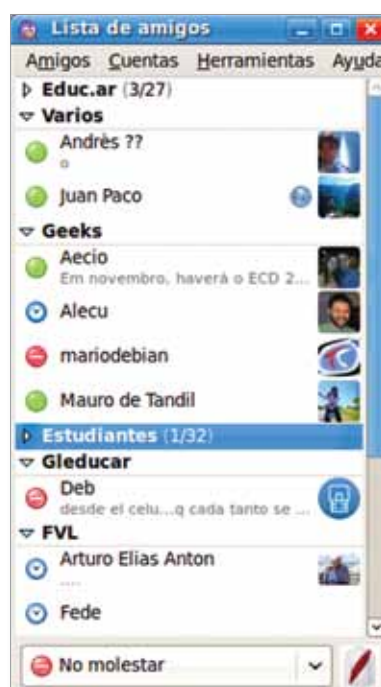 Lista de amigos
Amigos Cuentas Herramientas Ayuda
Educ.ar (3/27)
Varios
Andrès ??
o
Juan Paco
Geeks
Aecio
Em novembro, haverá o ECD 2...
Alecu
mariodebian
Mauro de Tandil
Estudiantes (1/32)
Gleducar
Deb
desde el celu...q cada tanto se ...
FVL
Arturo Elias Anton
....
Fede
No molestar